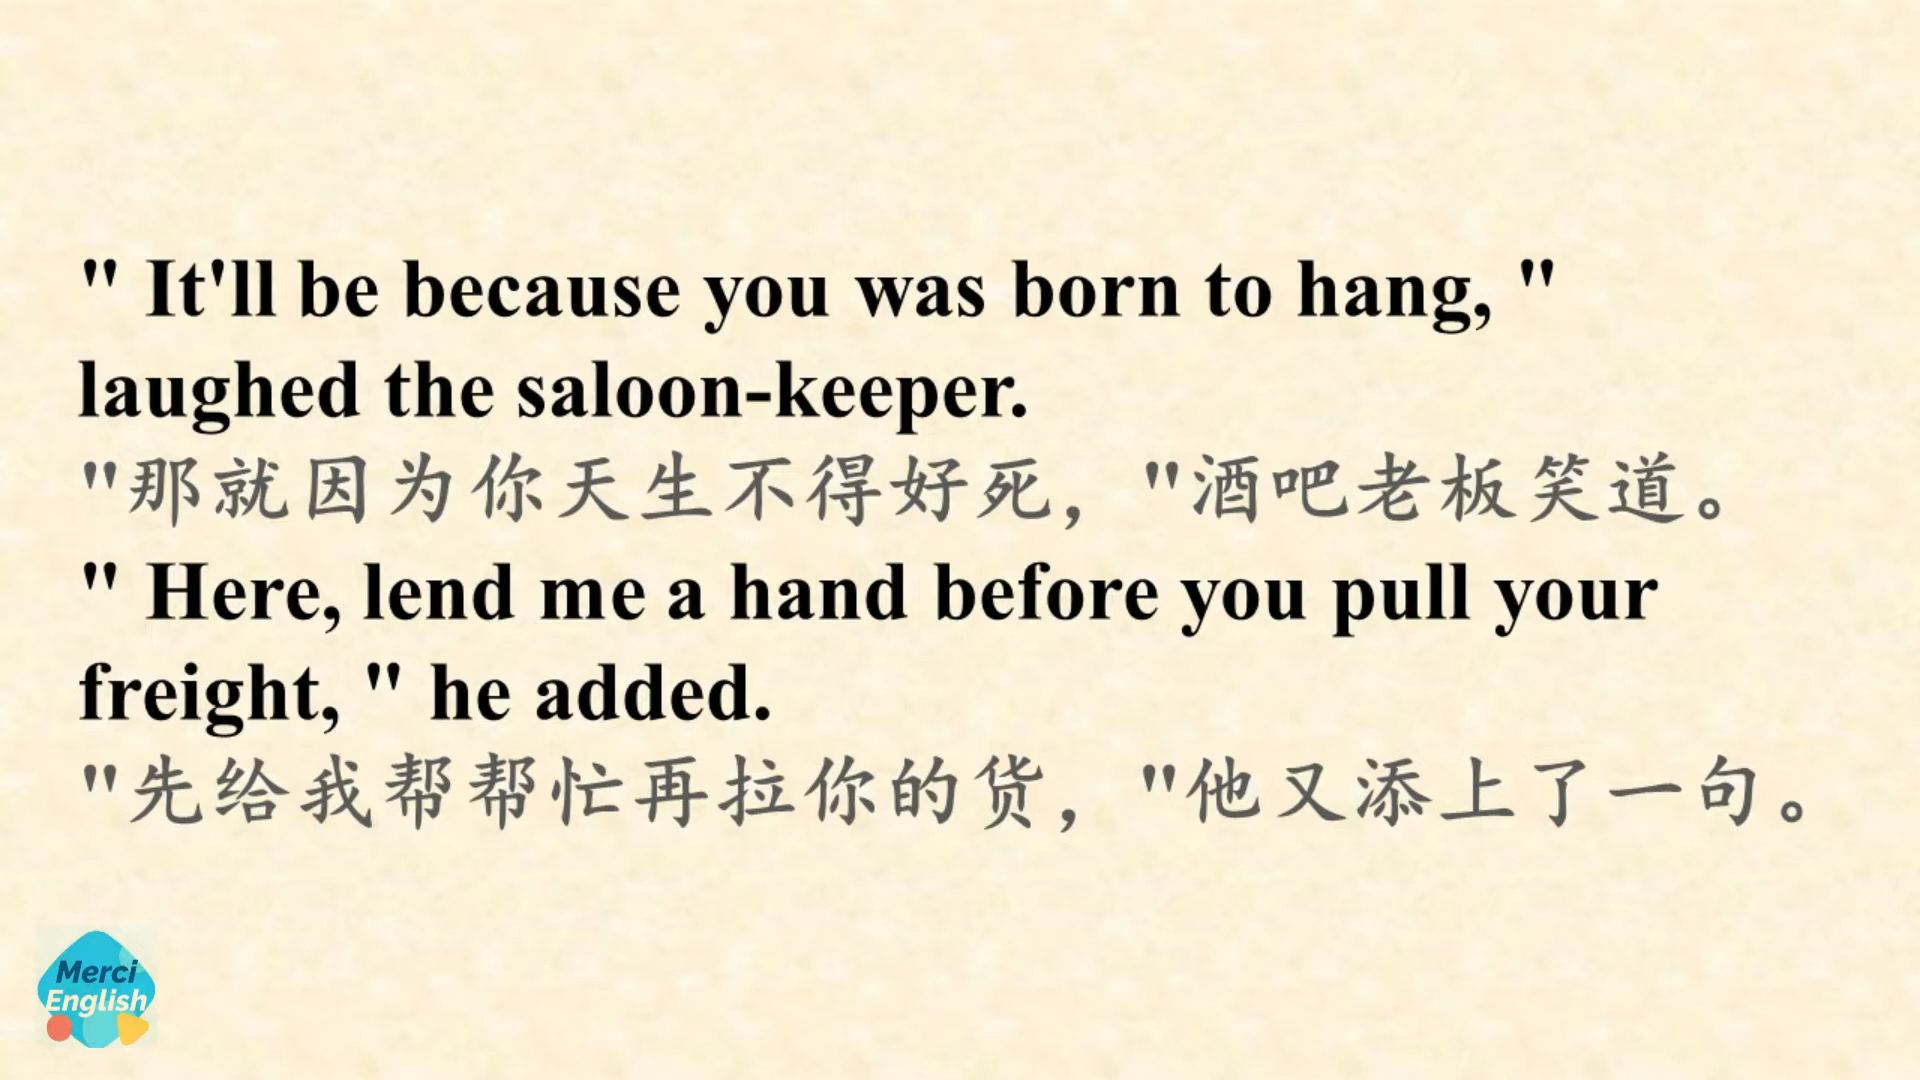 " It'll be because you was born to hang, "
laughed the saloon-keeper.
"那就因为你天生不得好死，"酒吧老板笑道。
" Here, lend me a hand before you pull your
freight, " he added.
"先给我帮帮忙再拉你的货，"他又添上了一句。
Merci
English